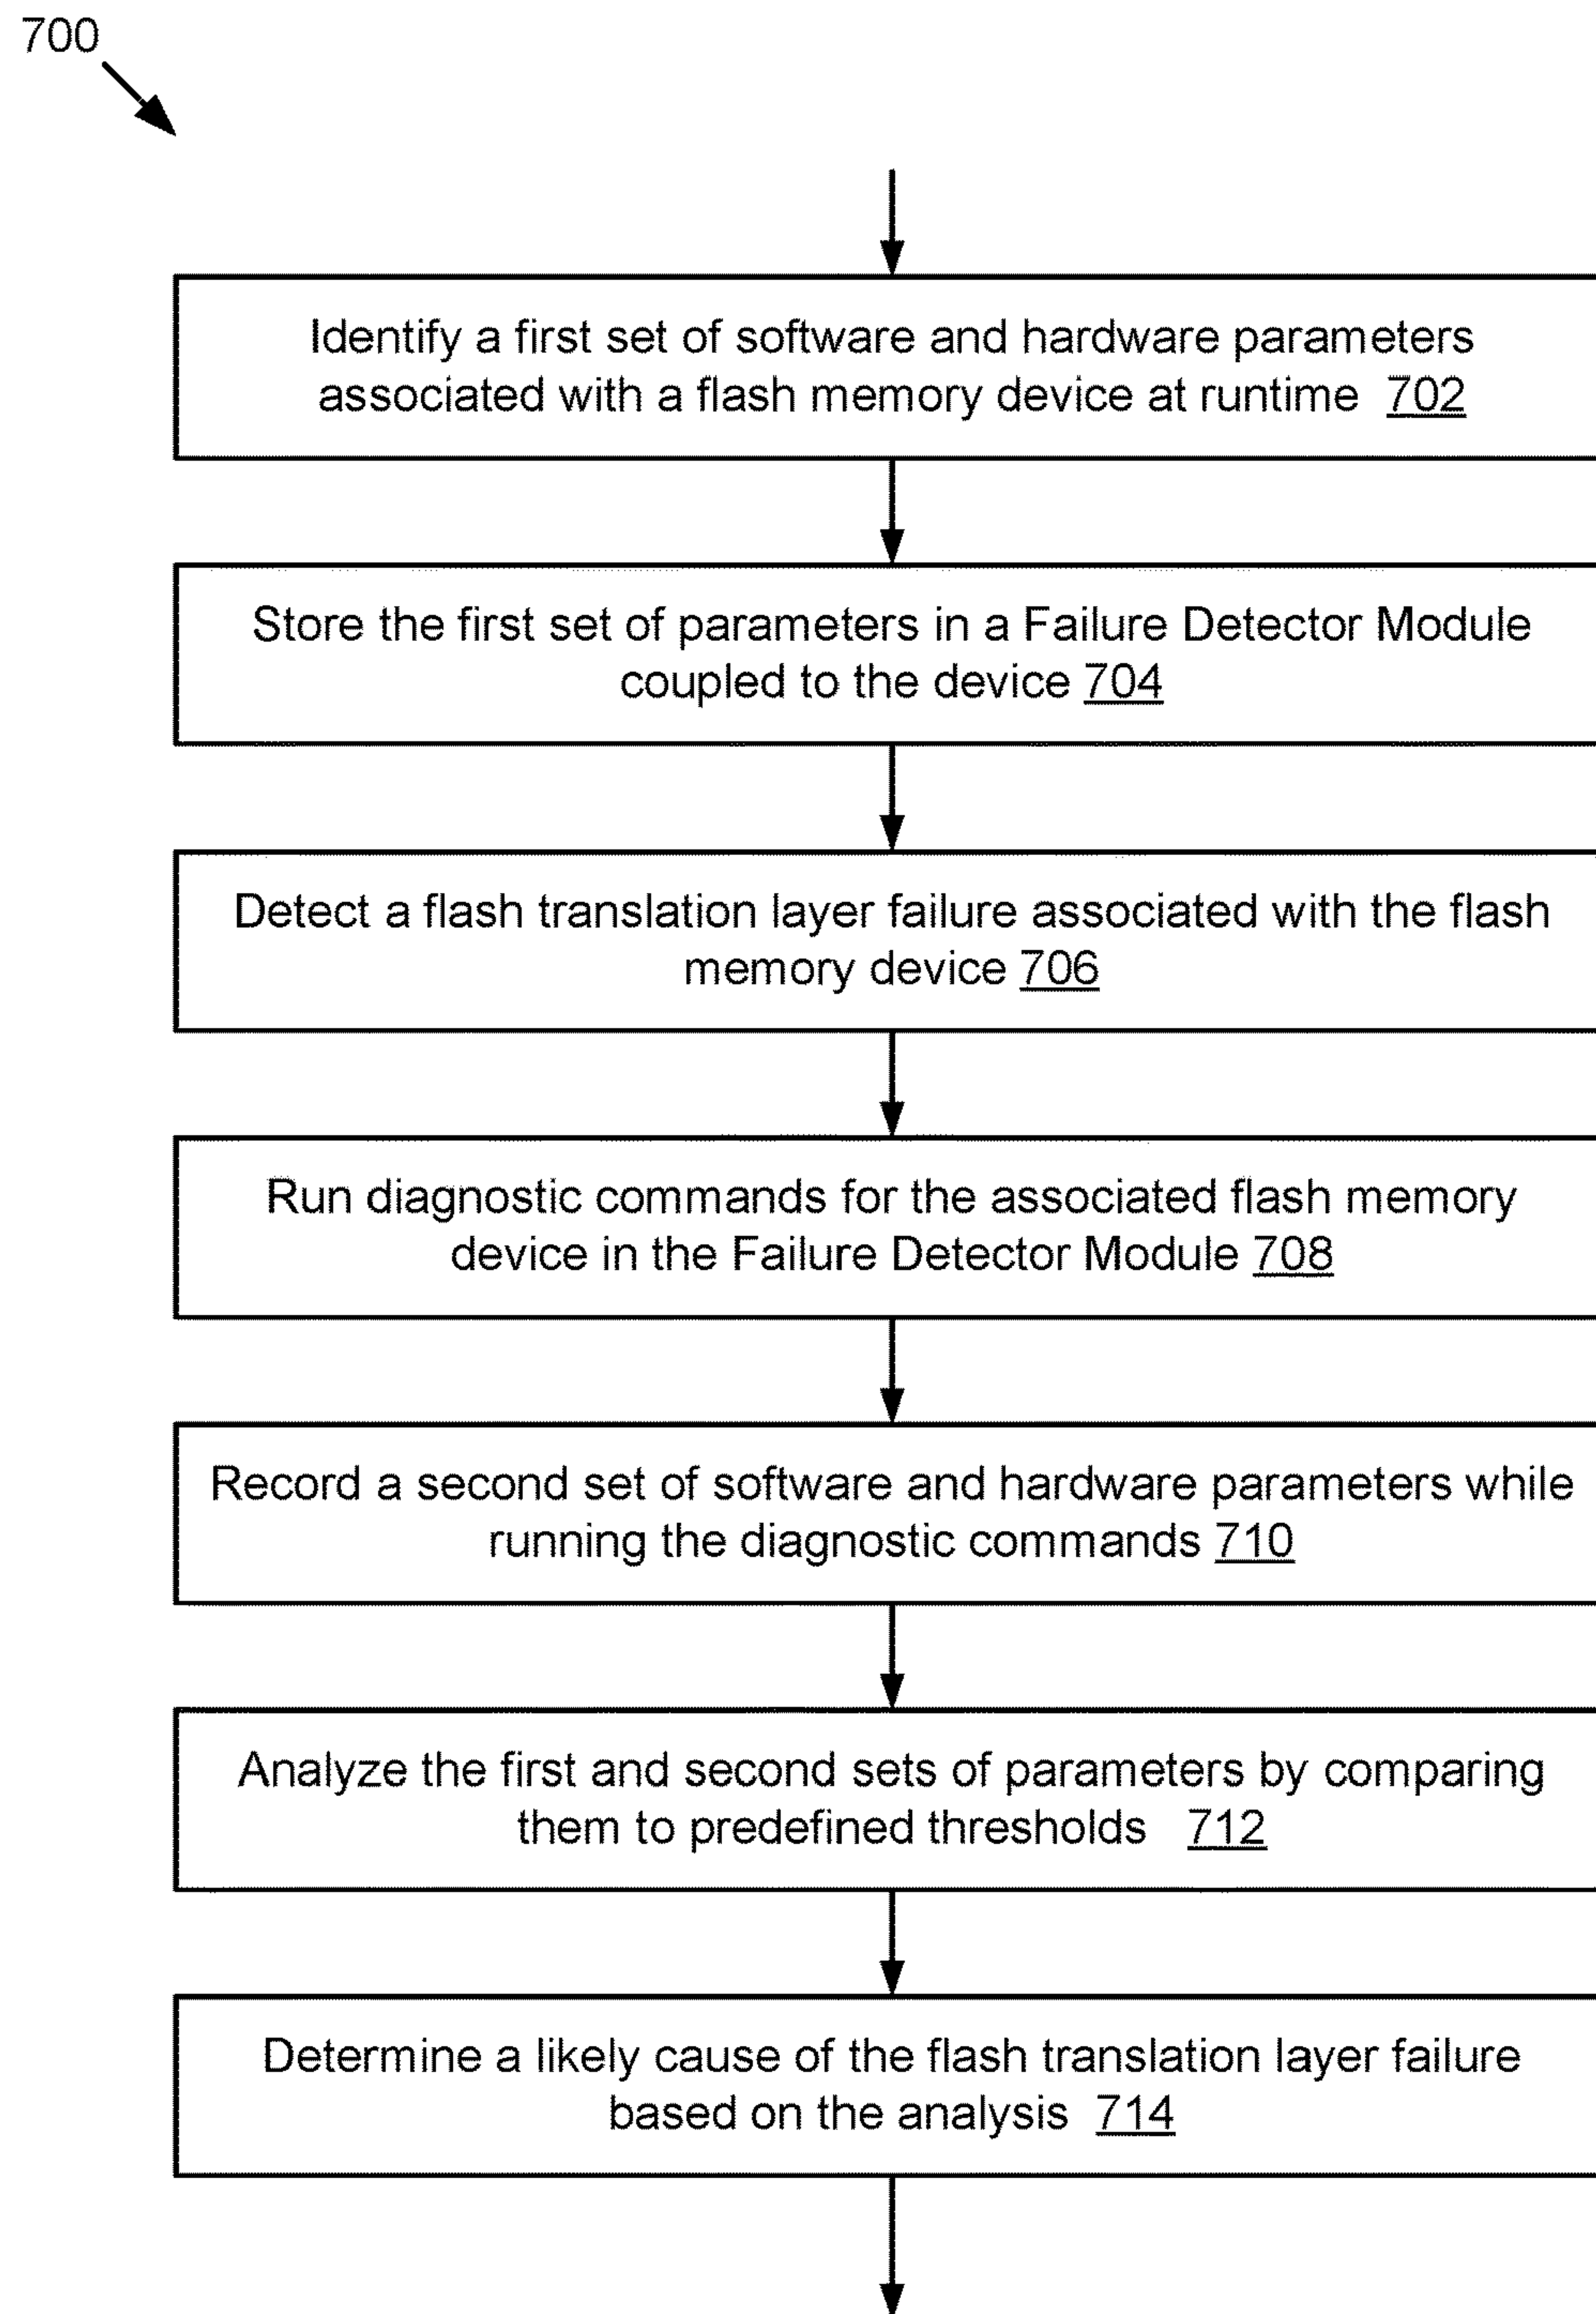 700
Identify a first set of software and hardware parameters
associated with a flash memory device at runtime 702
Store the first set of parameters in a Failure Detector Module
coupled to the device 704
Detect a flash translation layer failure associated with the flash
memory device 706
Run diagnostic commands for the associated flash memory
device in the Failure Detector Module 708
Record a second set of software and hardware parameters while
running the diagnostic commands 710
Analyze the first and second sets of parameters by comparing
them to predefined thresholds 712
Determine a likely cause of the flash translation layer failure
based on the analysis 714